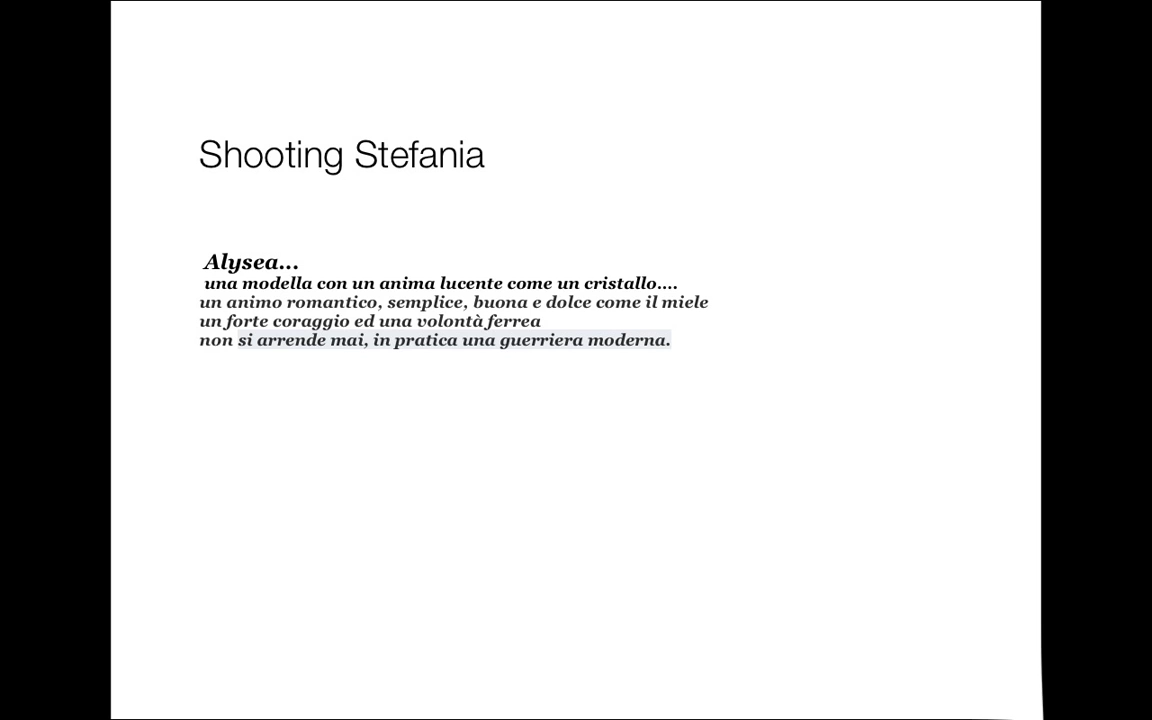 Shooting Stefania
Alysea...
una modella con un anima lucente come un cristallo....
un animo romantico, semplice, buona e dolce come il miele
un forte coraggio ed una volontà ferrea
non si arrende mai, in pratica una guerriera moderna.